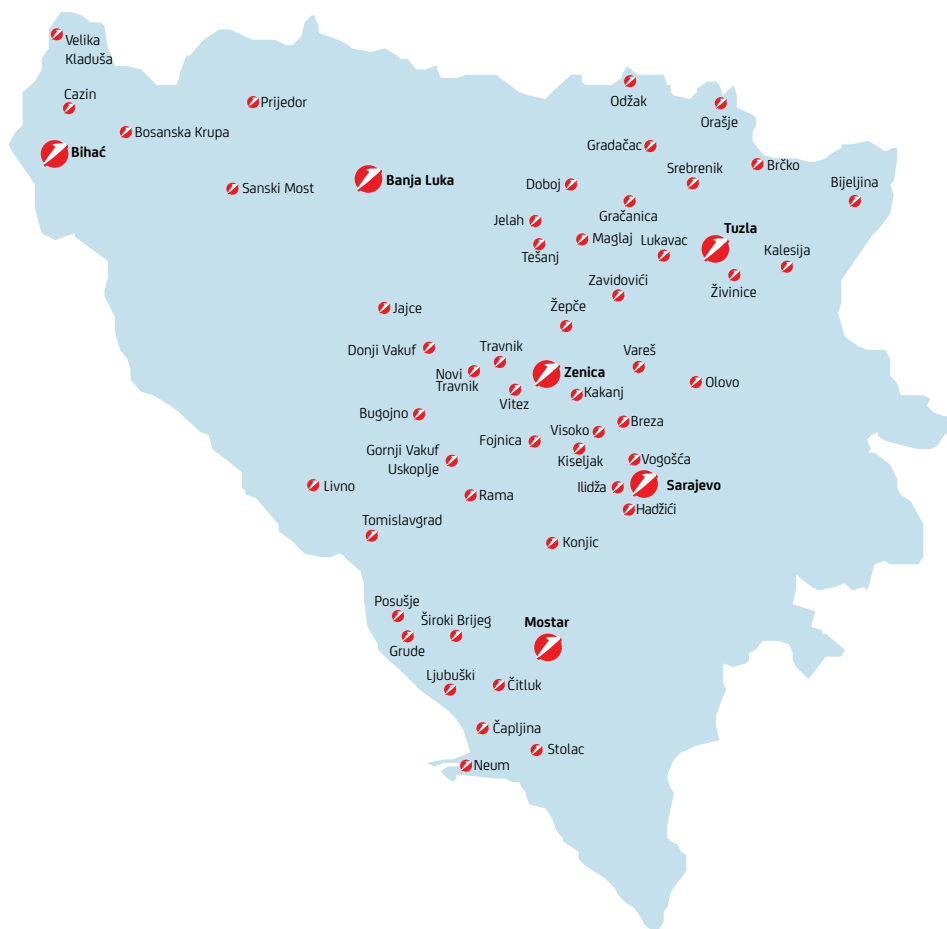 Velika
Kladuša
Cazin
Prijedor
Odžak
Orašje
Bosanska Krupa
Bihać
Gradačac
Brčko
Srebrenik
Banja Luka
Doboj
Sanski Most
Bijeljina
Gračanica
Jelah
Tuzla
Maglaj
Lukavac
Tešanj
Kalesija
Zavidovići
Živinice
Jajce
Žepče
Donji Vakuf
Travnik
Vareš
Novi
Travnik
Zenica
Olovo
Kakanj
Vitez
Bugojno
Breza
Visoko
Fojnica
Gornji Vakuf
Uskoplje
Kiseljak
Vogošća
Livno
Rama
Ilidža
Sarajevo
Hadžići
Tomislavgrad
Konjic
Posušje
Široki Brijeg
Mostar
Grude
Ljubuški
Čitluk
Čapljina
Stolac
Neum